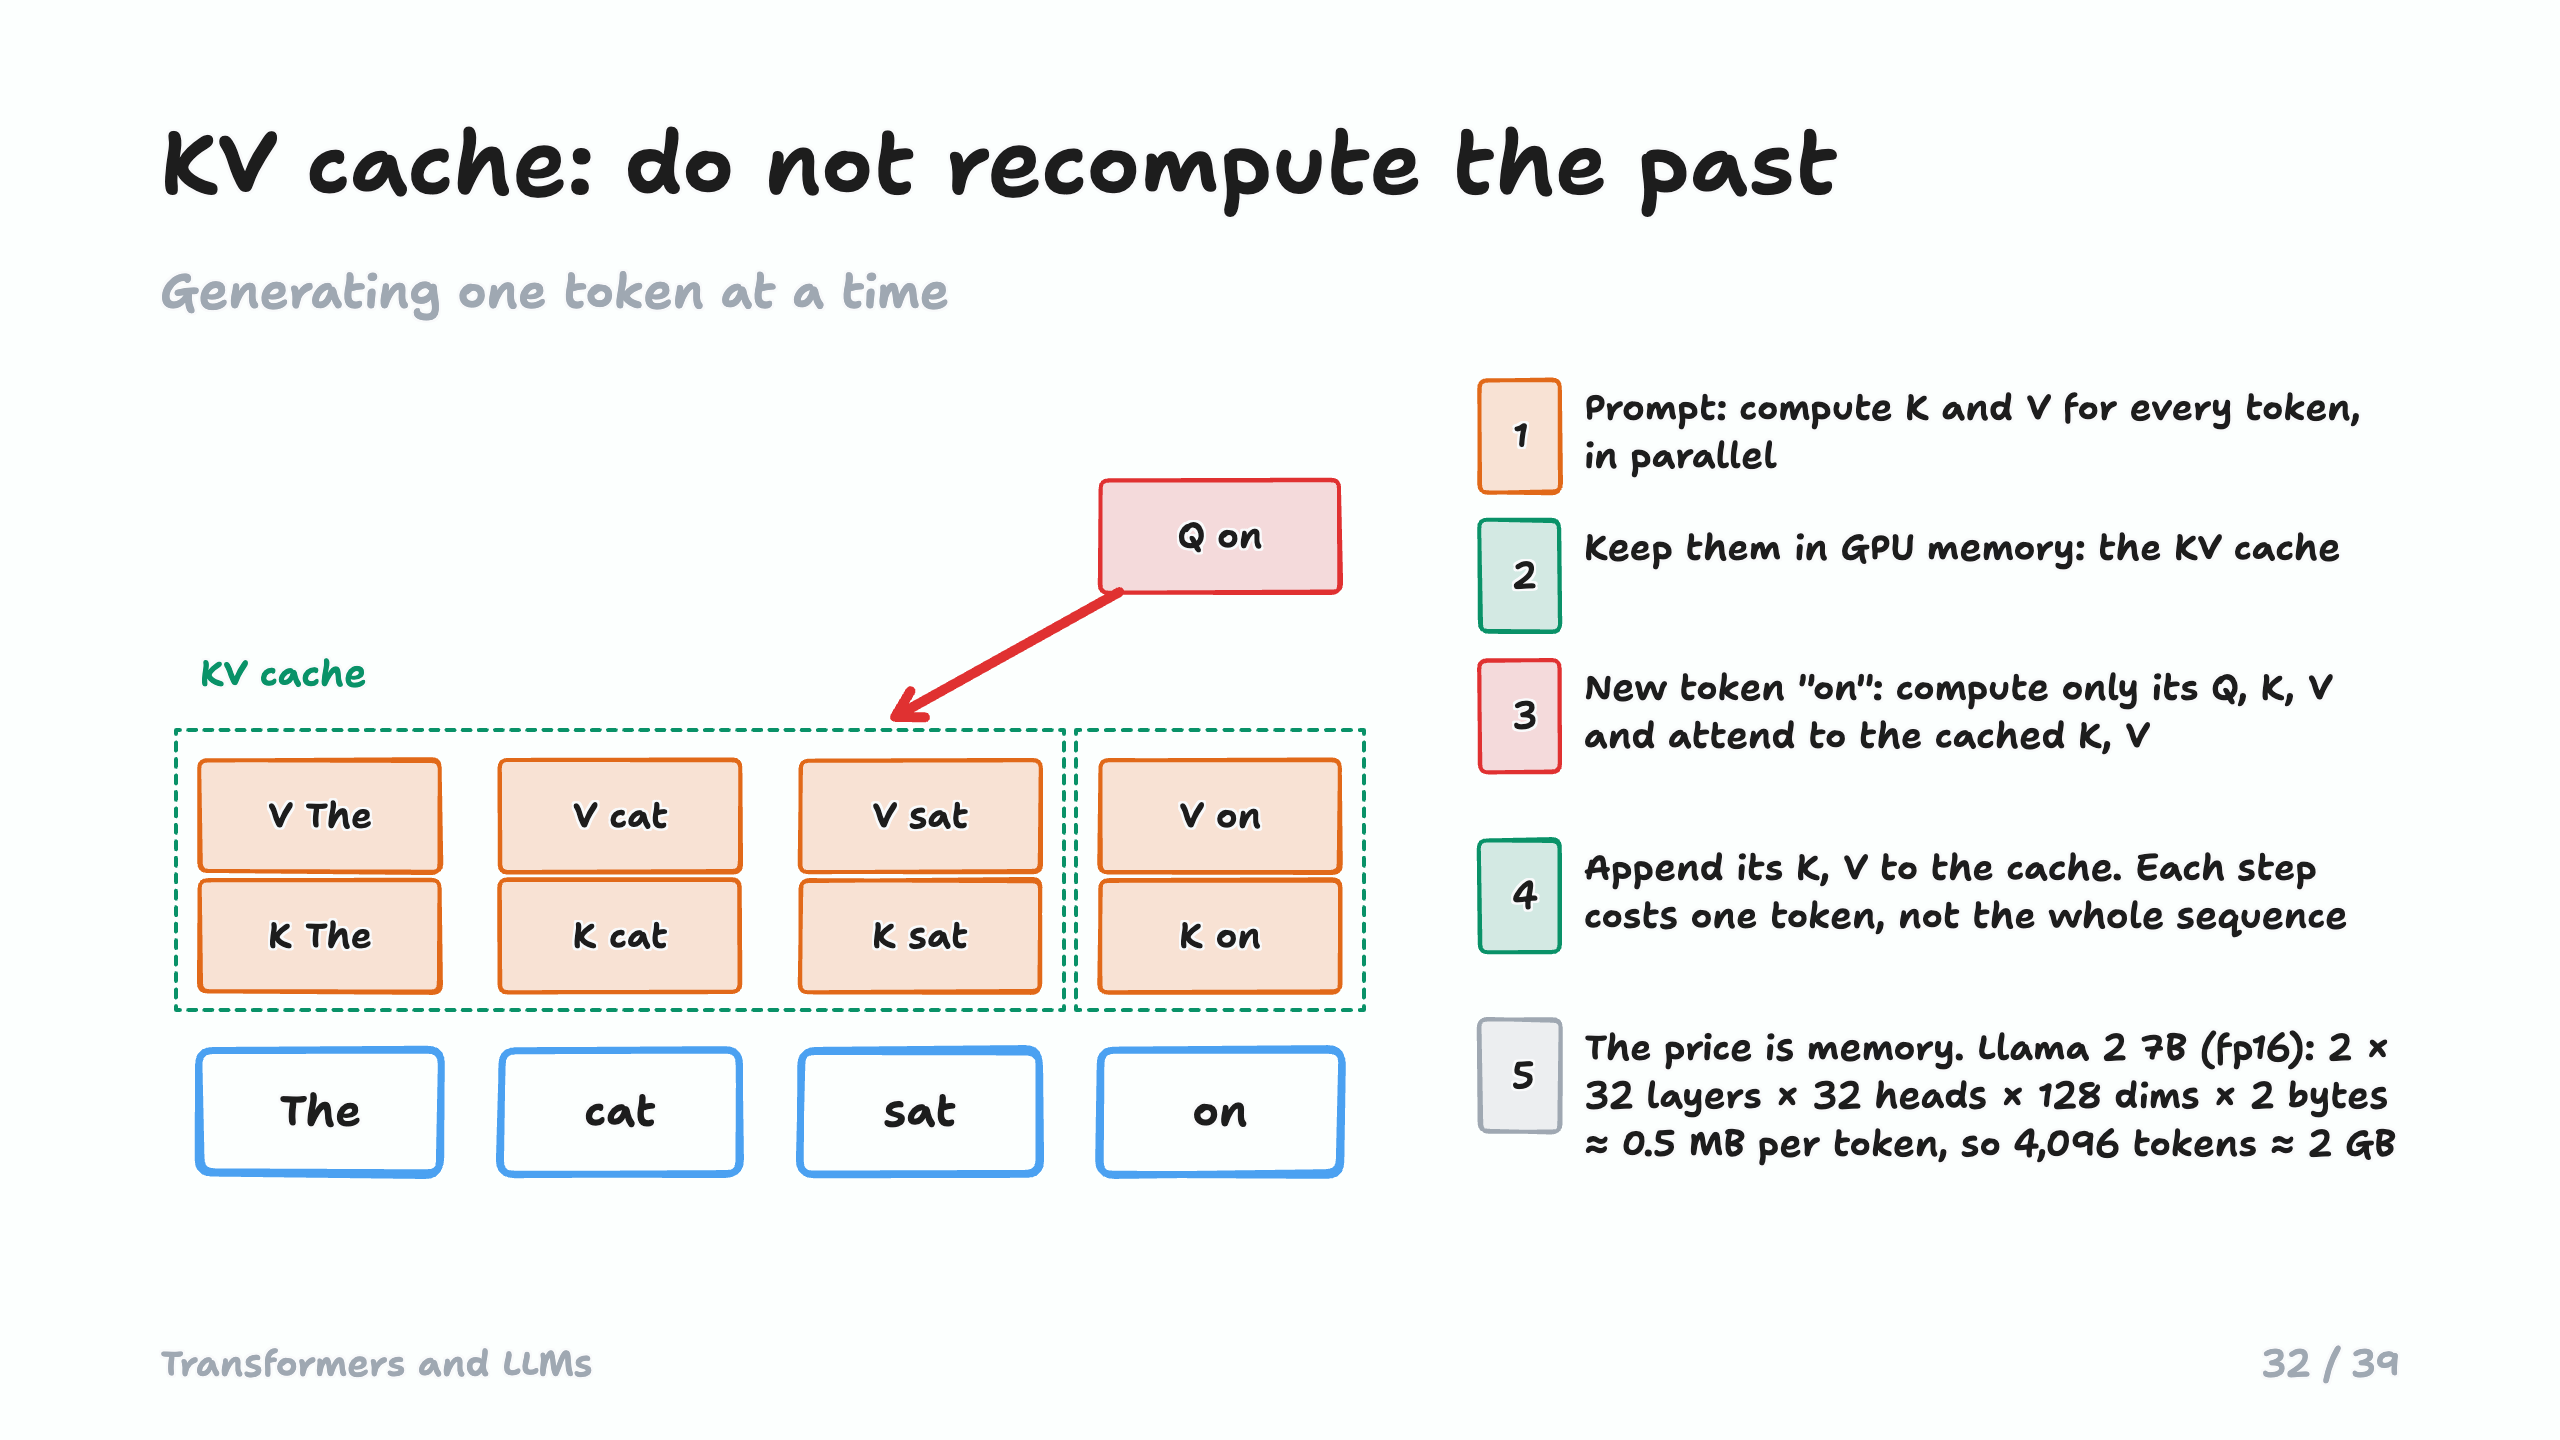 KV cache: do not recompute the past
Generating one token at a time
Q on
KV cache
V The
V cat
V sat
V on
K The
K cat
K sat
K on
The
cat
sat
on
1
Prompt: compute K and V for every token,
in parallel
2
Keep them in GPU memory: the KV cache
3
New token "on": compute only its Q, K, V
and attend to the cached K, V
4
Append its K, V to the cache. Each step
costs one token, not the whole sequence
5
The price is memory. Llama 2 7B (fp16): 2 ×
32 layers × 32 heads × 128 dims × 2 bytes
≈ 0.5 MB per token, so 4,096 tokens ≈ 2 GB
Transformers and LLMs
32 / 39